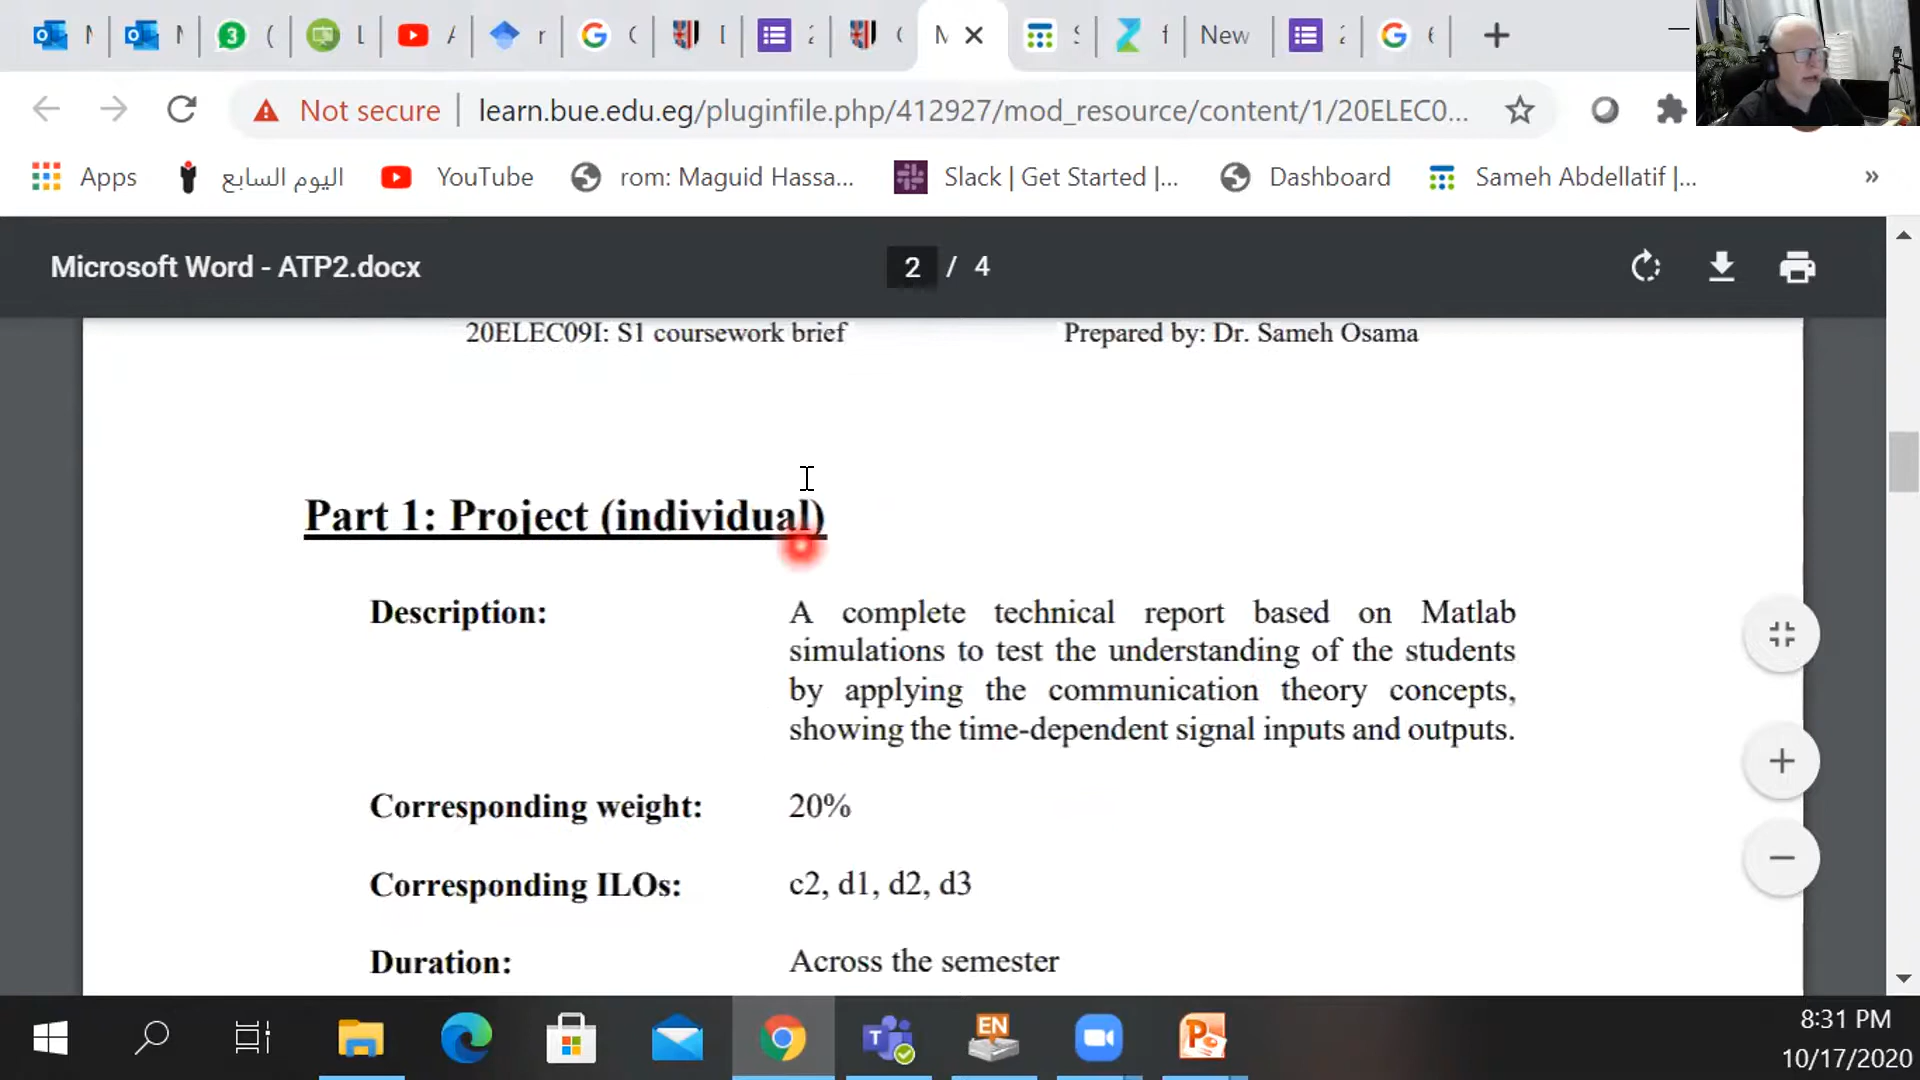 3
New
Not secure
learn.bue.edu.eg/pluginfile.php/412927/mod_resource/content/1/20ELEC0...
Apps
اليوم السابع
YouTube
rom: Maguid Hassa...
Slack | Get Started |...
Dashboard
Sameh Abdellatif |...
»
Microsoft Word - ATP2.docx
2 / 4
20ELEC09I: S1 coursework brief
Prepared by: Dr. Sameh Osama
Part 1: Project (individual)
Description:
A complete technical report based on Matlab
simulations to test the understanding of the students
by applying the communication theory concepts,
showing the time-dependent signal inputs and outputs.
Corresponding weight:
20%
Corresponding ILOs:
c2, d1, d2, d3
Duration:
Across the semester
EN
8:31 PM
10/17/2020